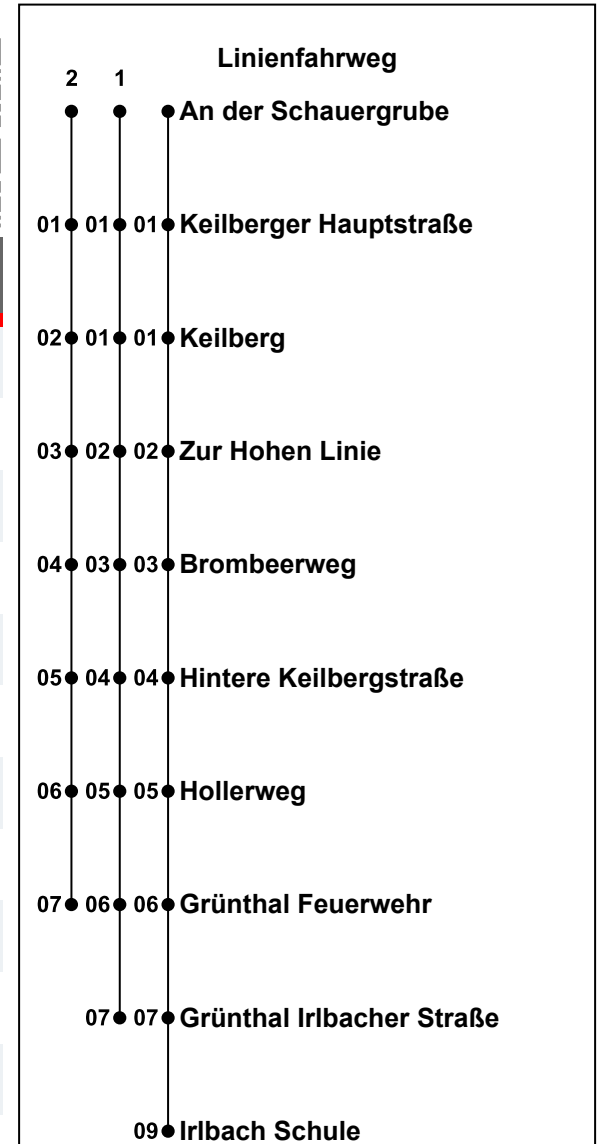 Linienfahrweg
2 1
An der Schauergrube
01 01 01 Keilberger Hauptstraße
02 01 01 Keilberg
03 02 02 Zur Hohen Linie
04 03 03 Brombeerweg
05 04 04 Hintere Keilbergstraße
06 05 05 Hollerweg
07 06 06 Grünthal Feuerwehr
07 07 Grünthal Irlbacher Straße
09 Irlbach Schule